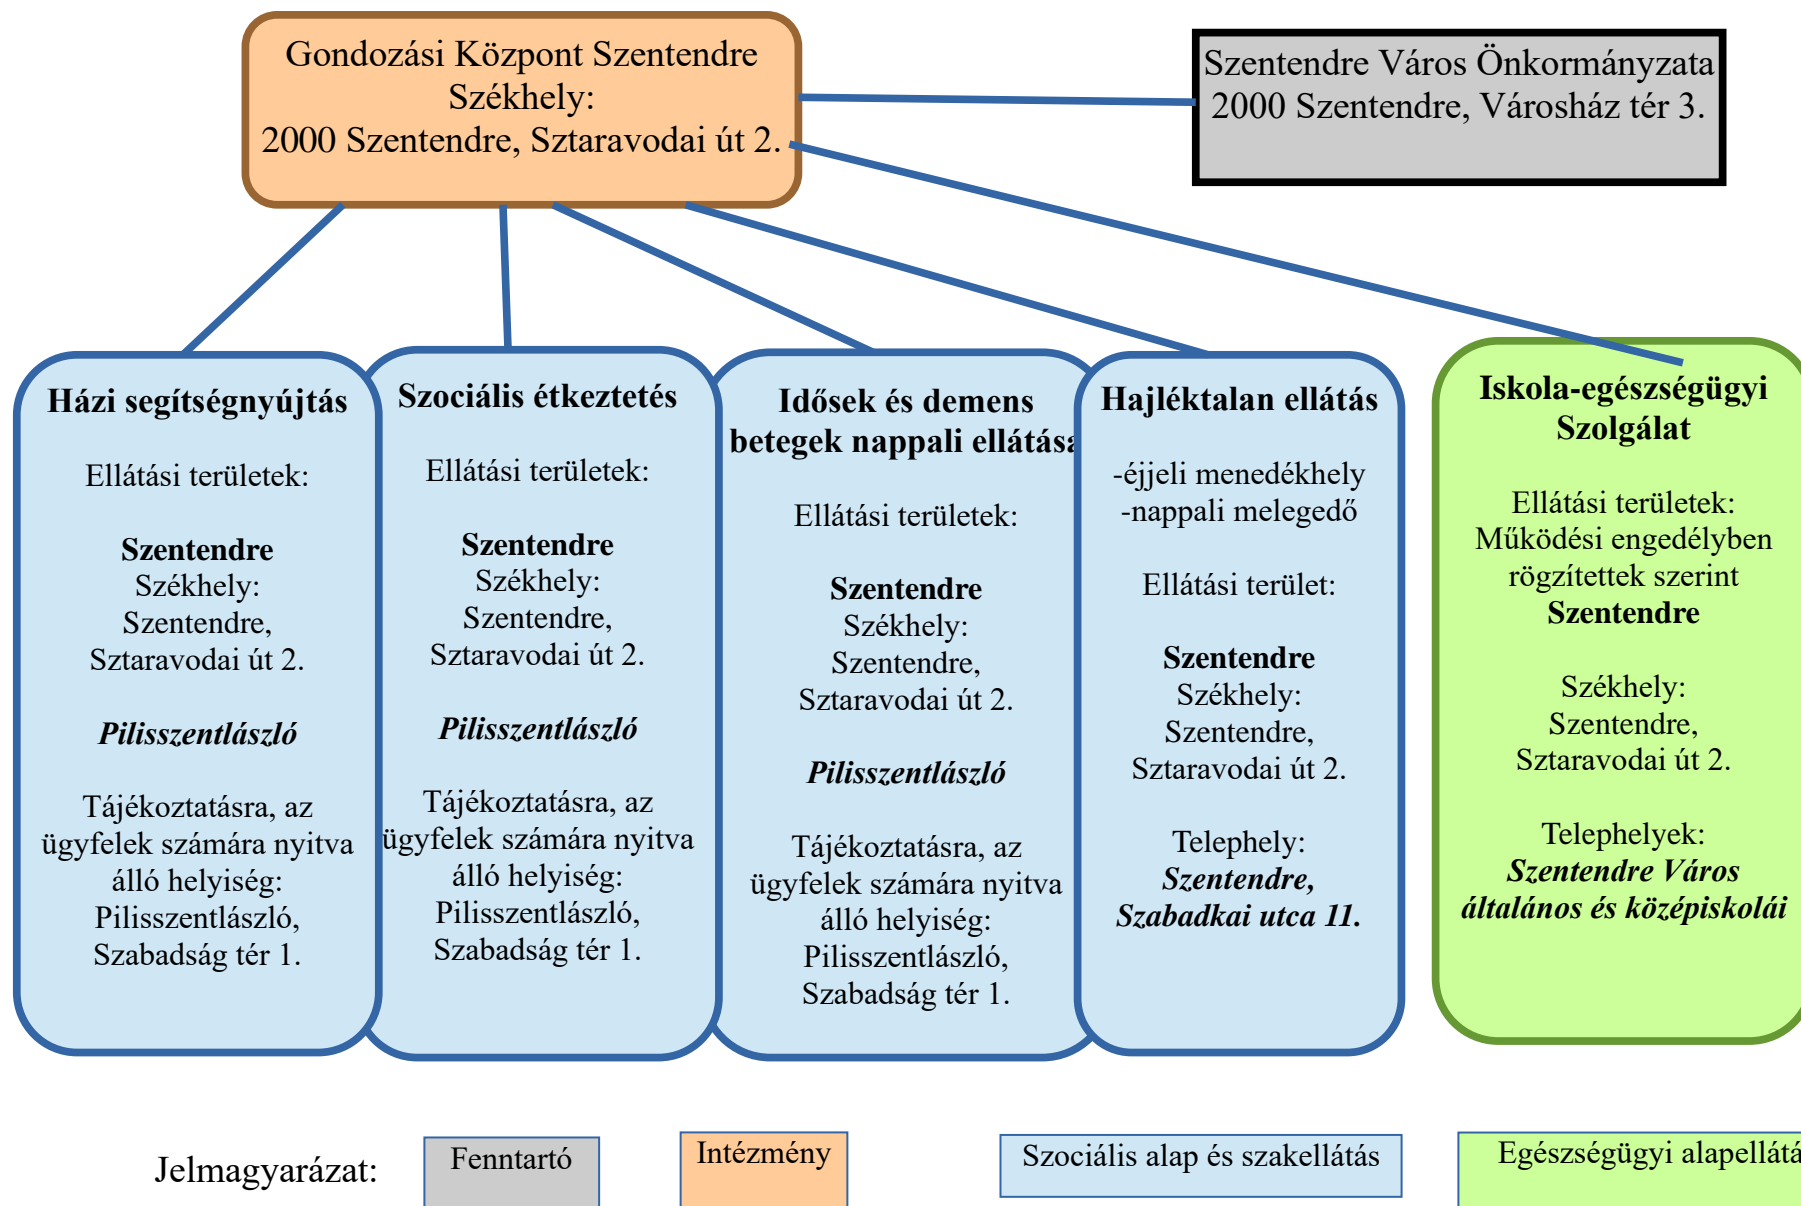 Gondozási Központ Szentendre
Székhely:
2000 Szentendre, Sztaravodai út 2.
Szentendre Város Önkormányzata
2000 Szentendre, Városház tér 3.
Házi segítségnyújtás
Ellátási területek:
Szentendre
Székhely:
Szentendre,
Sztaravodai út 2.
Pilisszentlászló
Tájékoztatásra, az
ügyfelek számára nyitva
álló helyiség:
Pilisszentlászló,
Szabadság tér 1.
Szociális étkeztetés
Ellátási területek:
Szentendre
Székhely:
Szentendre,
Sztaravodai út 2.
Pilisszentlászló
Tájékoztatásra, az
ügyfelek számára nyitva
álló helyiség:
Pilisszentlászló,
Szabadság tér 1.
Idősek és demens
betegek nappali ellátása
Ellátási területek:
Szentendre
Székhely:
Szentendre,
Sztaravodai út 2.
Pilisszentlászló
Tájékoztatásra, az
ügyfelek számára nyitva
álló helyiség:
Pilisszentlászló,
Szabadság tér 1.
Hajléktalan ellátás
-éjjeli menedékhely
-nappali melegedő
Ellátási terület:
Szentendre
Székhely:
Szentendre,
Sztaravodai út 2.
Telephely:
Szentendre,
Szabadkai utca 11.
Iskola-egészségügyi
Szolgálat
Ellátási területek:
Működési engedélyben
rögzítettek szerint
Szentendre
Székhely:
Szentendre,
Sztaravodai út 2.
Telephelyek:
Szentendre Város
általános és középiskolái
Jelmagyarázat:
Fenntartó
Intézmény
Szociális alap és szakellátás
Egészségügyi alapellátá